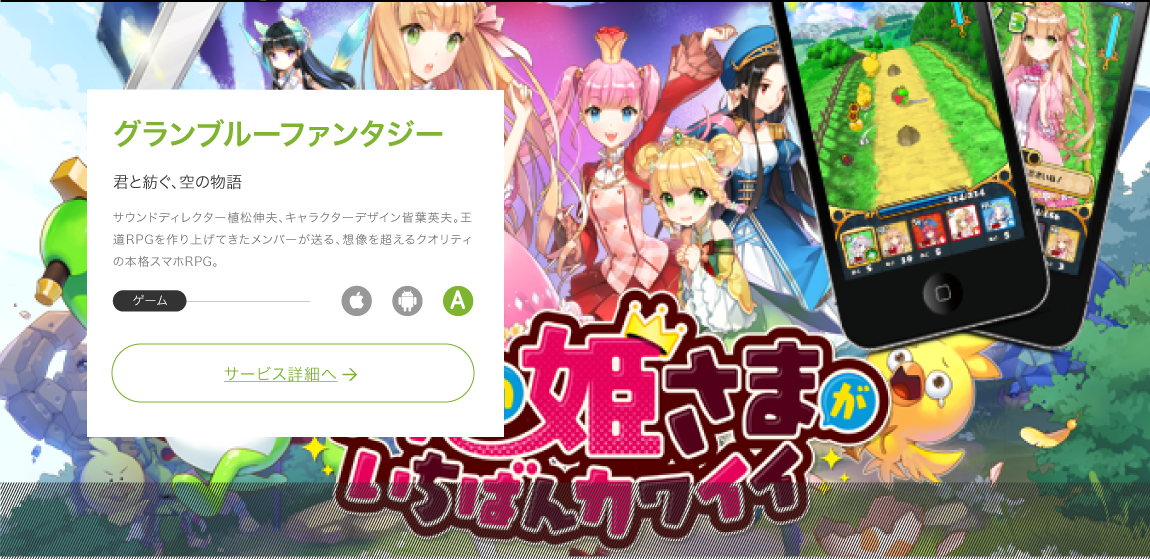 グランブルーファンタジー
君と紡ぐ、空の物語
サウンドディレクター植松伸夫、キャラクターデザイン皆葉英夫。王
道RPGを作り上げてきたメンバーが送る、想像を超えるクオリティ
の本格スマホRPG。
ゲーム
A
サービス詳細へ
姫さまが
いちばんカワイイ